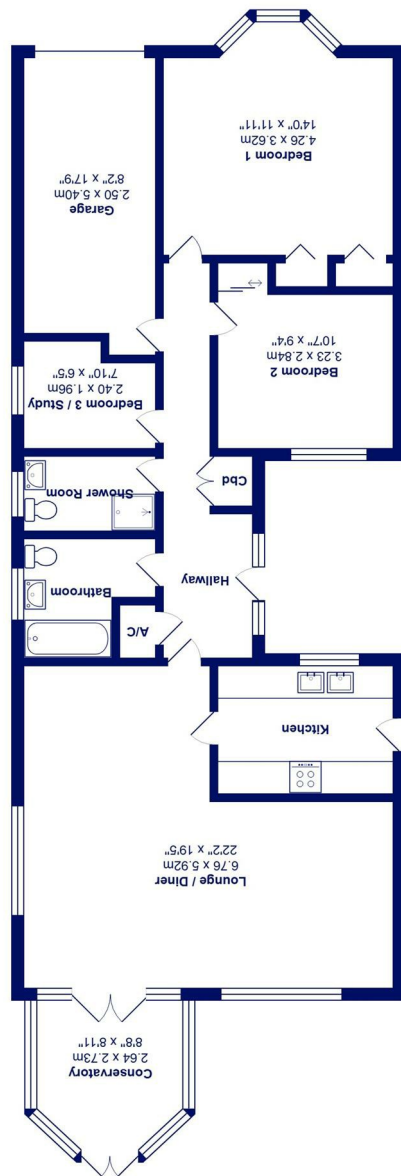 Conservatory
2.64 x 2.73m
8'8" x 8'11"
Lounge / Diner
6.76 x 5.92m
22'2" x 19'5"
Kitchen
A/C
Bathroom
Hallway
Shower Room
Cbd
Bedroom 3 / Study
2.40 x 1.96m
7'10" x 6'5"
Bedroom 2
3.23 x 2.84m
10'7" x 9'4"
Garage
2.50 x 5.40m
8'2" x 17'9"
Bedroom 1
4.26 x 3.62m
14'0" x 11'11"